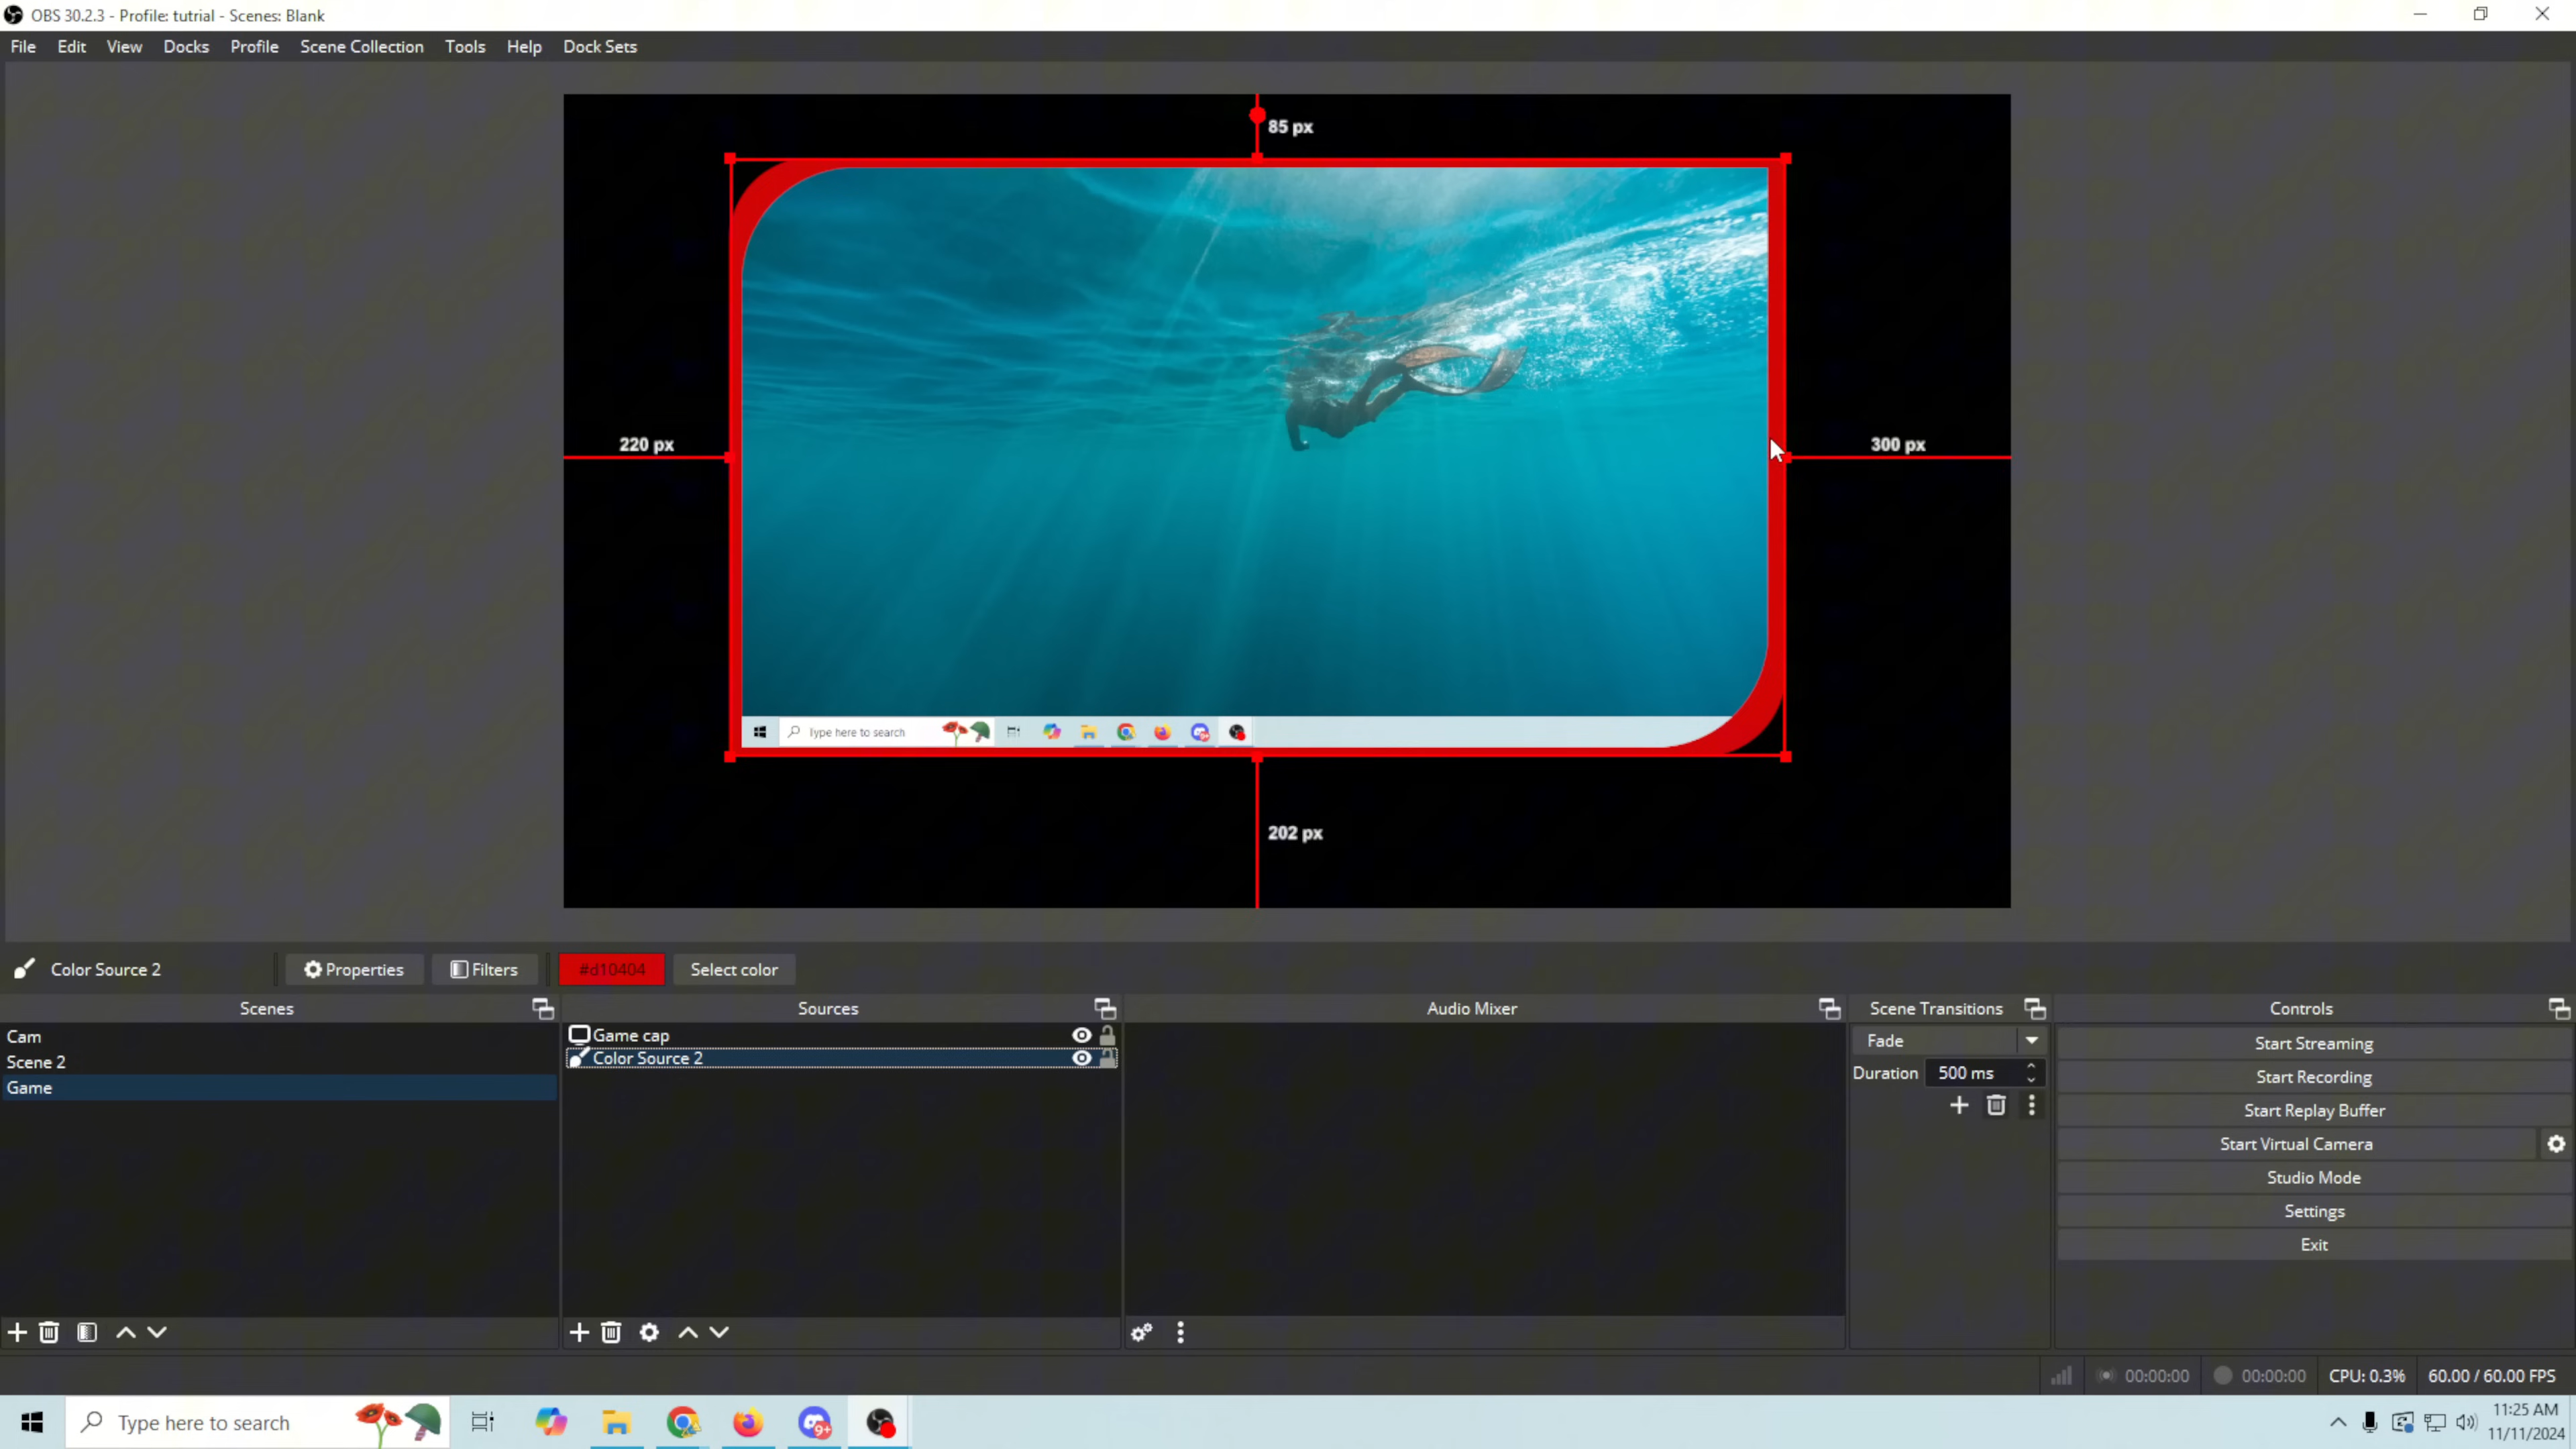 OBS 30.2.3 - Profile: tutrial - Scenes: Blank
File Edit View Docks Profile Scene Collection Tools Help Dock Sets
85 px
220 px
300 px
Type here to search
202 px
Color Source 2 Properties Filters #d10404 Select color
Scenes Sources Audio Mixer Scene Transitions Controls
Cam
Scene 2
Game
Game cap
Color Source 2
Fade
Duration 500 ms
Start Streaming
Start Recording
Start Replay Buffer
Start Virtual Camera
Studio Mode
Settings
Exit
00:00:00 00:00:00 CPU: 0.3% 60.00 / 60.00 FPS
Type here to search
9+
11:25 AM
11/11/2024